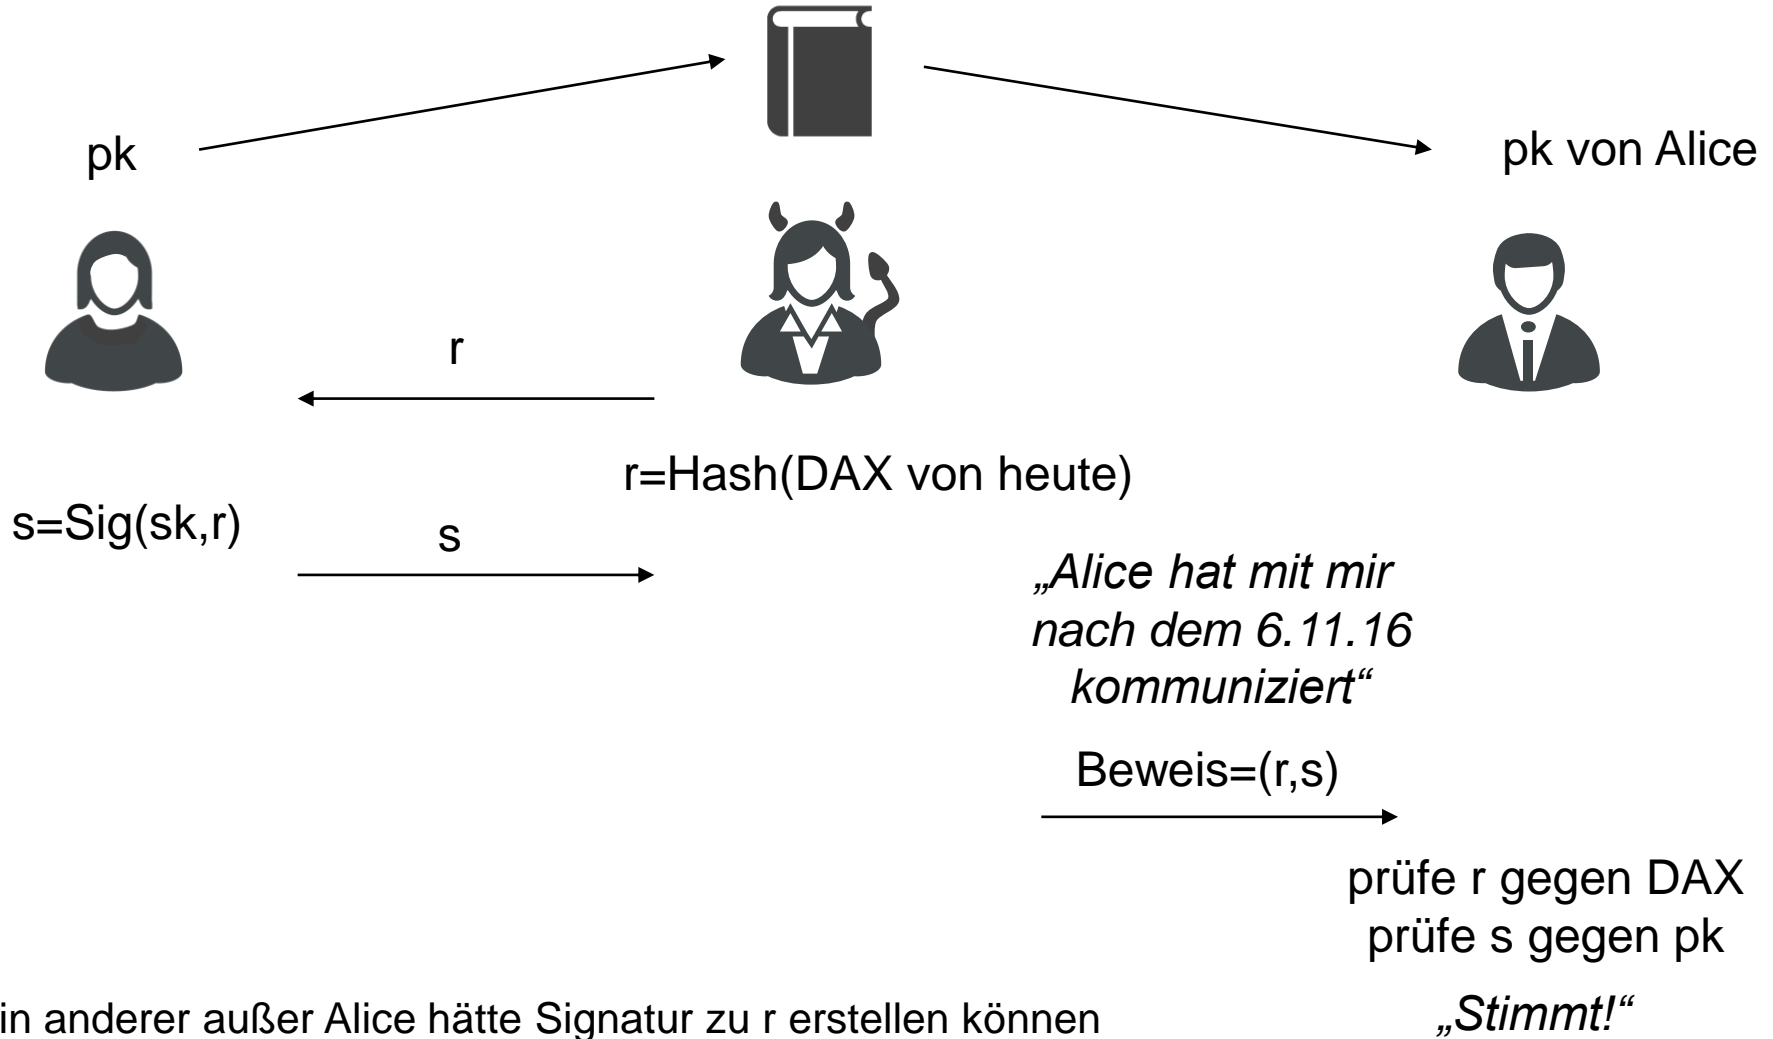 pk
pk von Alice
r
r=Hash(DAX von heute)
s=Sig(sk,r)
s
„Alice hat mit mir
nach dem 6.11.16
kommuniziert“
Beweis=(r,s)
prüfe r gegen DAX
prüfe s gegen pk
in anderer außer Alice hätte Signatur zu r erstellen können
„Stimmt!“